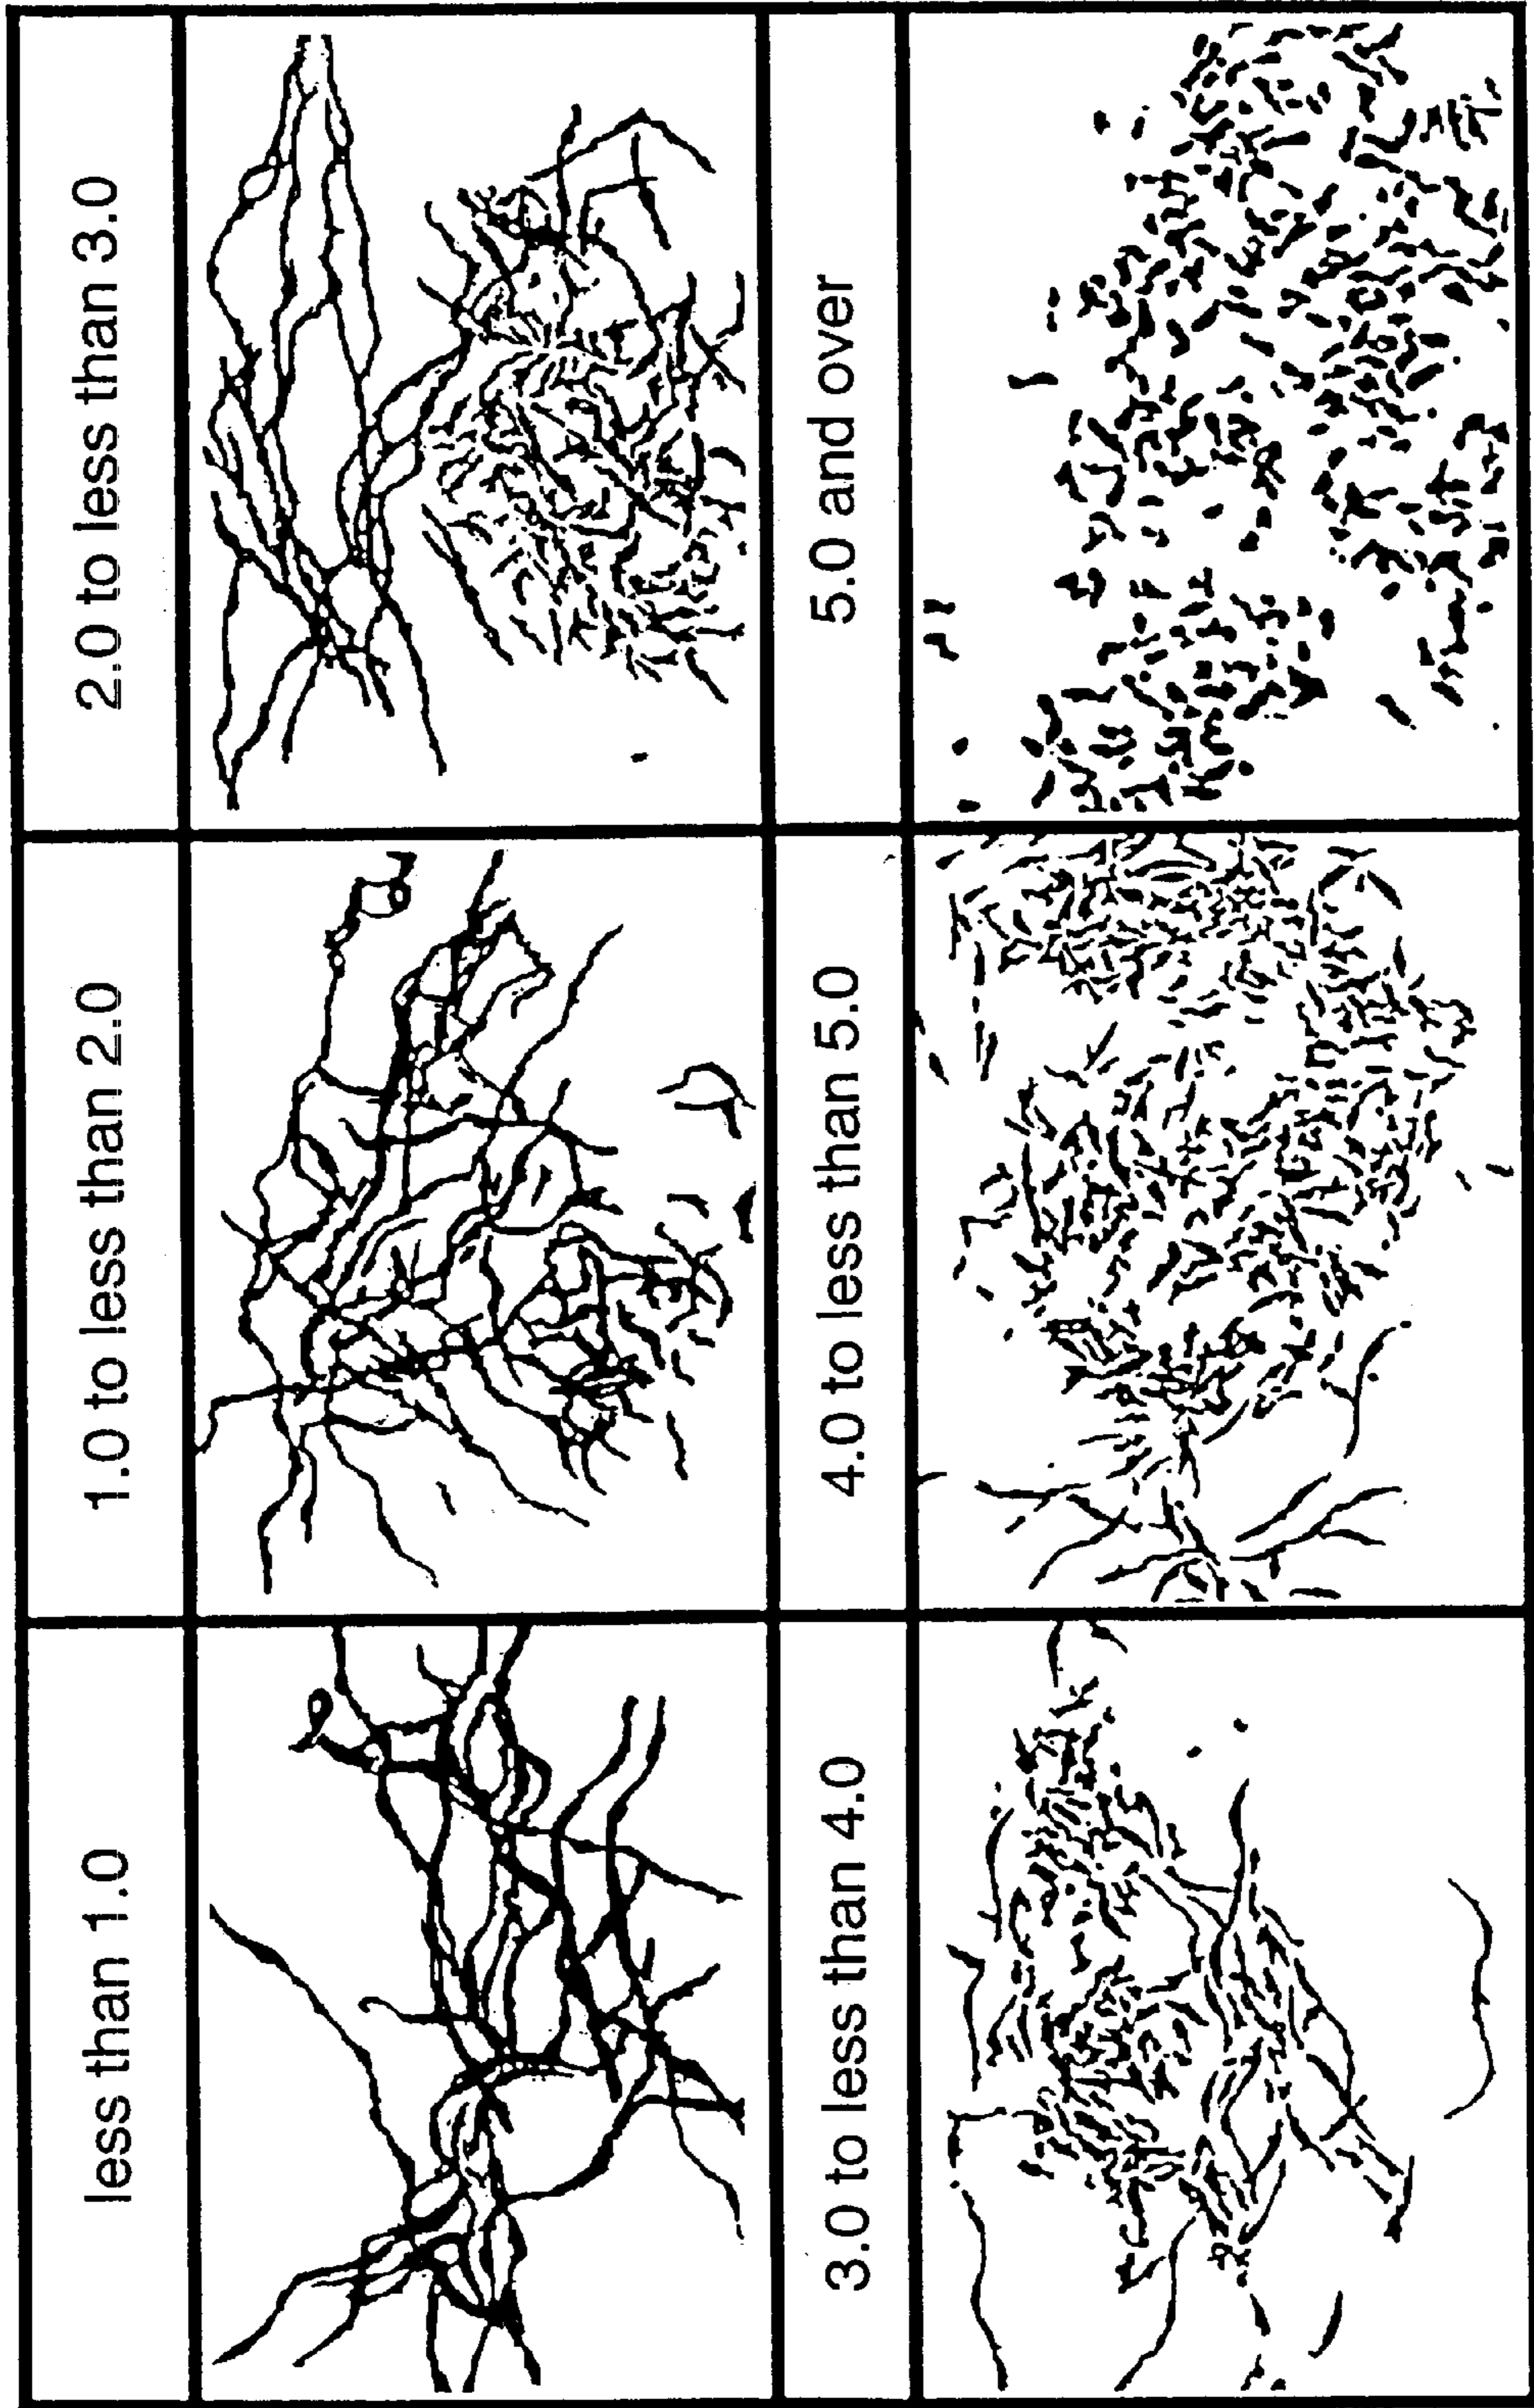 less than 1.0
1.0 to less than 2.0
2.0 to less than 3.0
3.0 to less than 4.0
4.0 to less than 5.0
5.0 and over